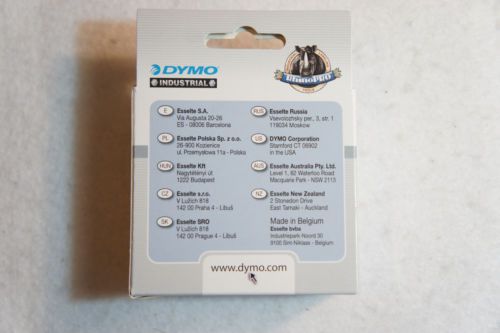 DYMO
INDUSTRIAL
RhinoPRO
E
Esselte S.A.
Via Augusta 20-26
ES - 08006 Barcelona
PL
Esselte Polska Sp. z o.o.
26-900 Kozienice
ul. Przemysłowa 11a - Polska
HUN
Esselte Kft
Nagytétényi út
1222 Budapest
CZ
Esselte s.r.o.
V Lužich 818
142 00 Praha 4 - Libuš
SK
Esselte SRO
V Lužich 818
142 00 Prague 4 - Libuš
RUS
Esselte Russia
Vsevolozhsky per., 3, str. 1
119034 Moskow
US
DYMO Corporation
Stamford CT 06902
in the USA
AUS
Esselte Australia Pty. Ltd.
Level 1, 62 Waterloo Road
Macquarie Park - NSW 2113
NZ
Esselte New Zealand
2 Stonedon Drive
East Tamaki - Auckland
Made in Belgium
Esselte bvba
Industriepark-Noord 30
9100 Sint Niklaas - Belgium
www.dymo.com